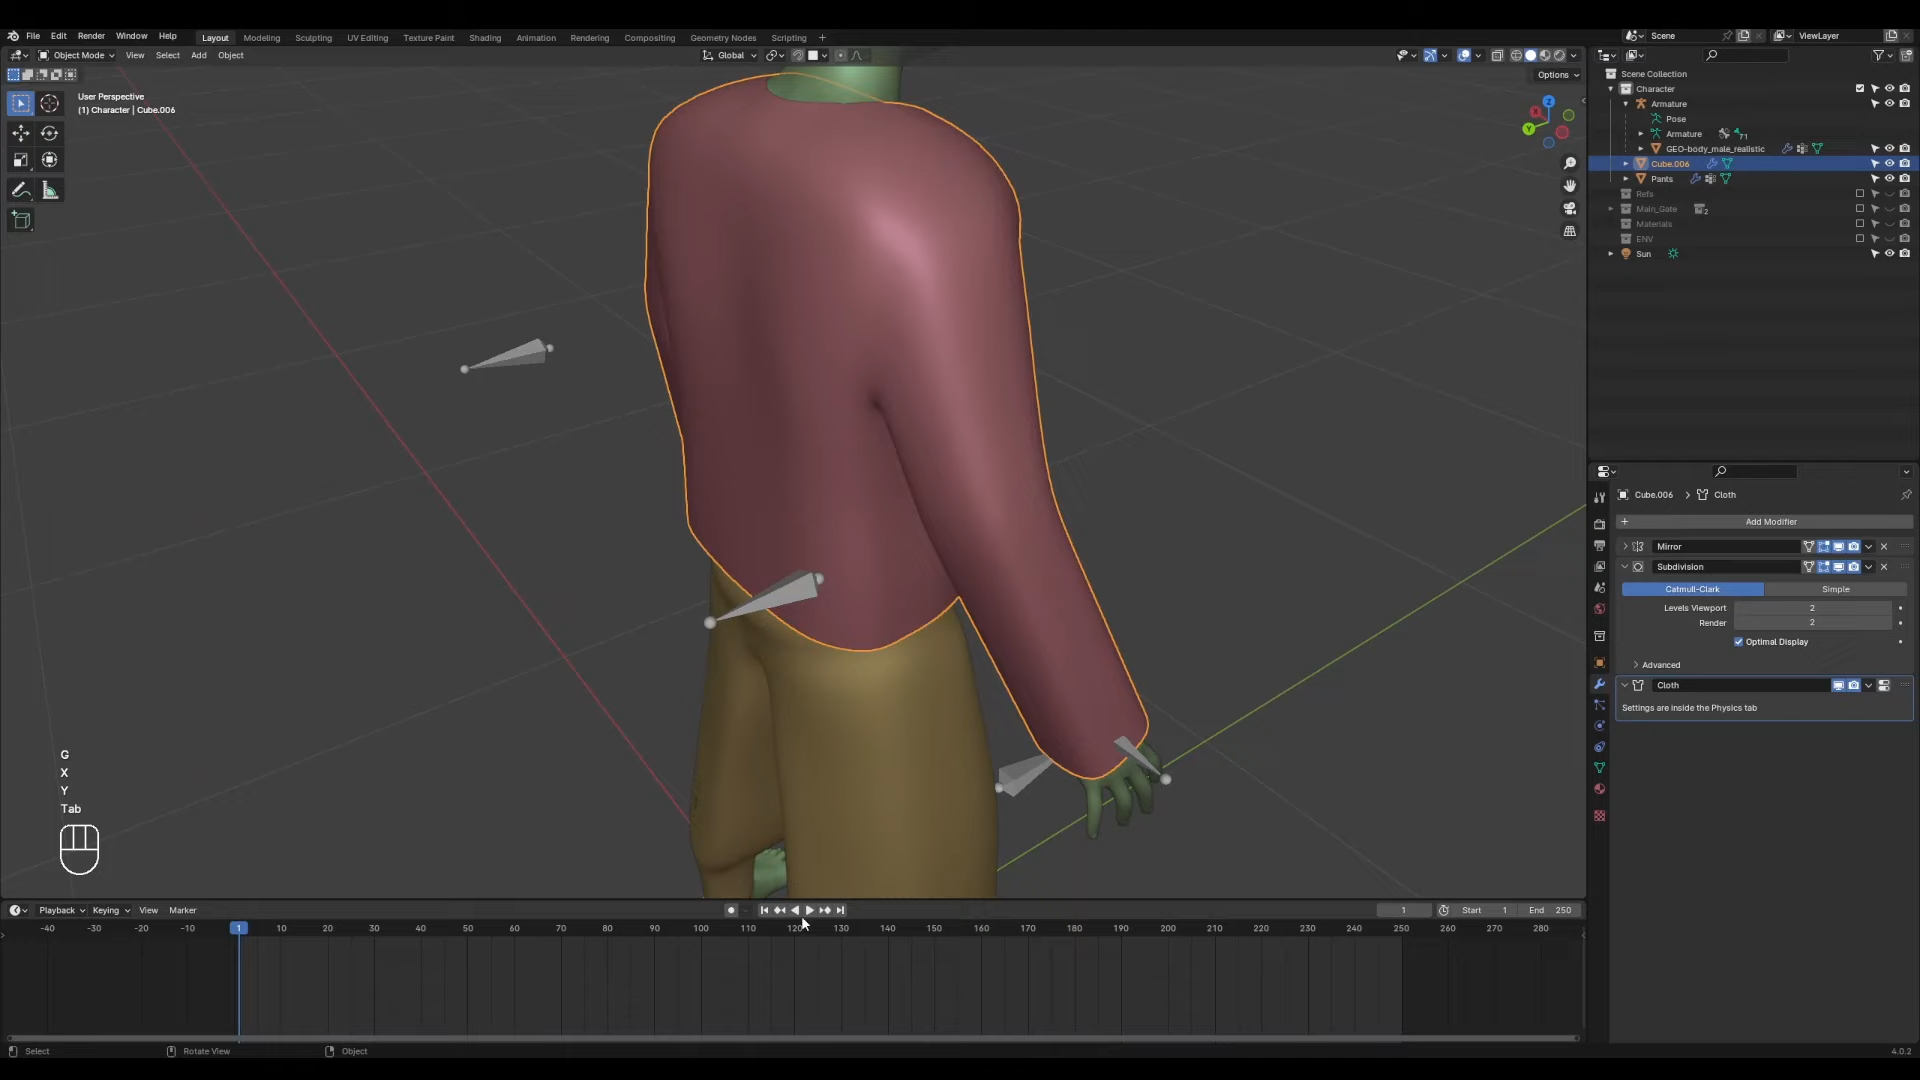 File Edit Render Window Help Layout Modeling Sculpting UV Editing Texture Paint Shading Animation Rendering Compositing Geometry Nodes Scripting + Scene ViewLayer
Object Mode View Select Add Object Global
Options
User Perspective
(1) Character | Cube.006
Scene Collection
Character
Armature
Pose
Armature 71
GEO-body_male_realistic
Cube.006
Pants
Refs
Main_Gate 2
Materials
ENV
Sun
Z
X
Y
Cube.006 > Cloth
+ Add Modifier
Mirror
Subdivision
Catmull-Clark Simple
Levels Viewport 2
Render 2
Optimal Display
Advanced
Cloth
Settings are inside the Physics tab
G
X
Y
Tab
Playback Keying View Marker 1 Start 1 End 250
-40 -30 -20 -10 1 10 20 30 40 50 60 70 80 90 100 110 120 130 140 150 160 170 180 190 200 210 220 230 240 250 260 270 280
Select Rotate View Object 4.0.2